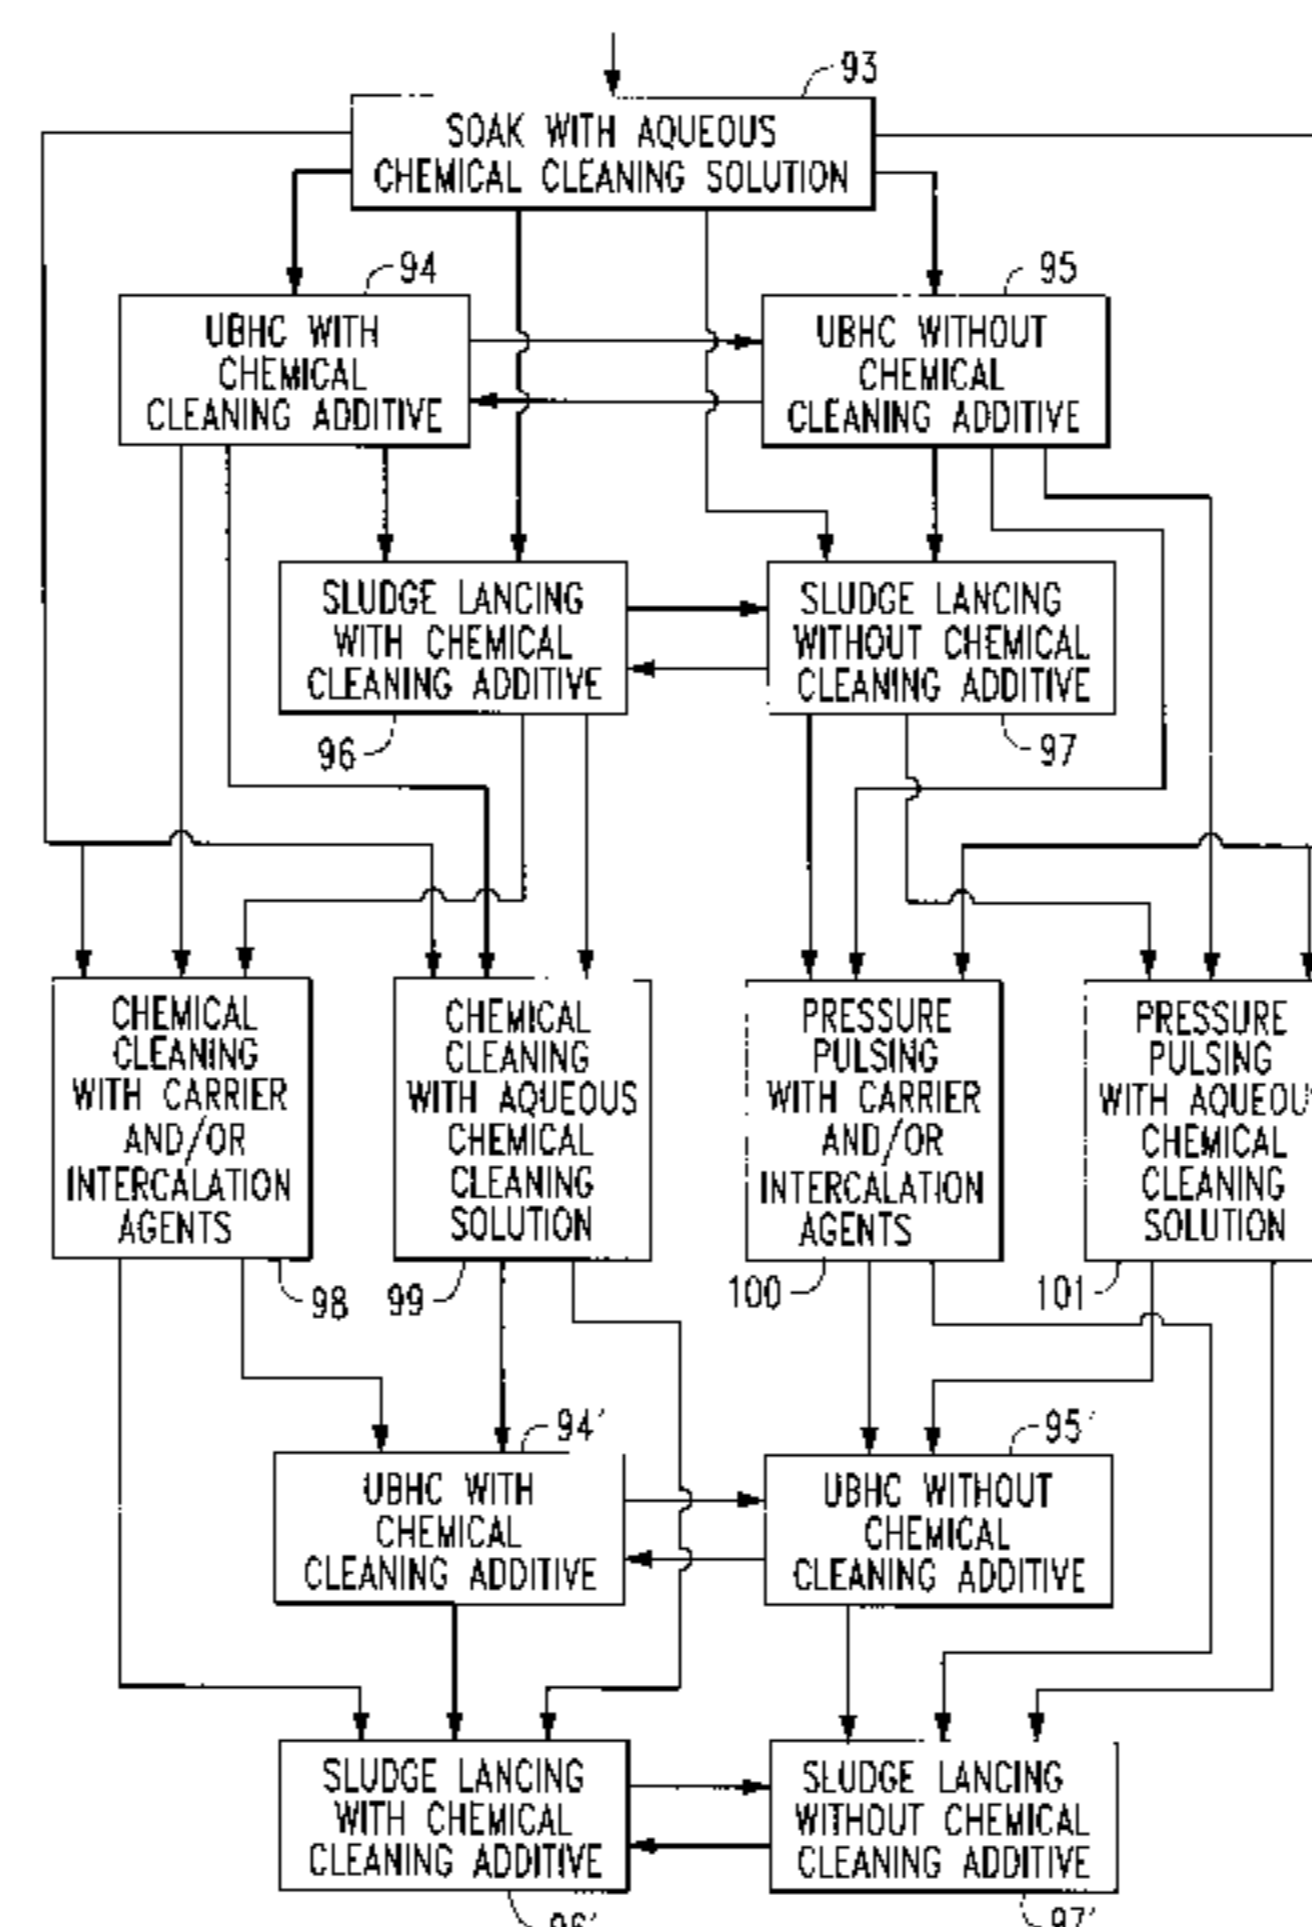 93
SOAK WITH AQUEOUS
CHEMICAL CLEANING SOLUTION
94
95
UBHC WITH
CHEMICAL
CLEANING ADDITIVE
UBHC WITHOUT
CHEMICAL
CLEANING ADDITIVE
SLUDGE LANCING
WITH CHEMICAL
CLEANING ADDITIVE
SLUDGE LANCING
WITHOUT CHEMICAL
CLEANING ADDITIVE
96
97
CHEMICAL
CLEANING
WITH CARRIER
AND/OR
INTERCALATION
AGENTS
CHEMICAL
CLEANING
WITH AQUEOUS
CHEMICAL
CLEANING
SOLUTION
PRESSURE
PULSING
WITH CARRIER
AND/OR
INTERCALATION
AGENTS
PRESSURE
PULSING
WITH AQUEOU
CHEMICAL
CLEANING
SOLUTION
98
99
100
101
94'
95'
UBHC WITH
CHEMICAL
CLEANING ADDITIVE
UBHC WITHOUT
CHEMICAL
CLEANING ADDITIVE
SLUDGE LANCING
WITH CHEMICAL
CLEANING ADDITIVE
SLUDGE LANCING
WITHOUT CHEMICAL
CLEANING ADDITIVE
96'
97'